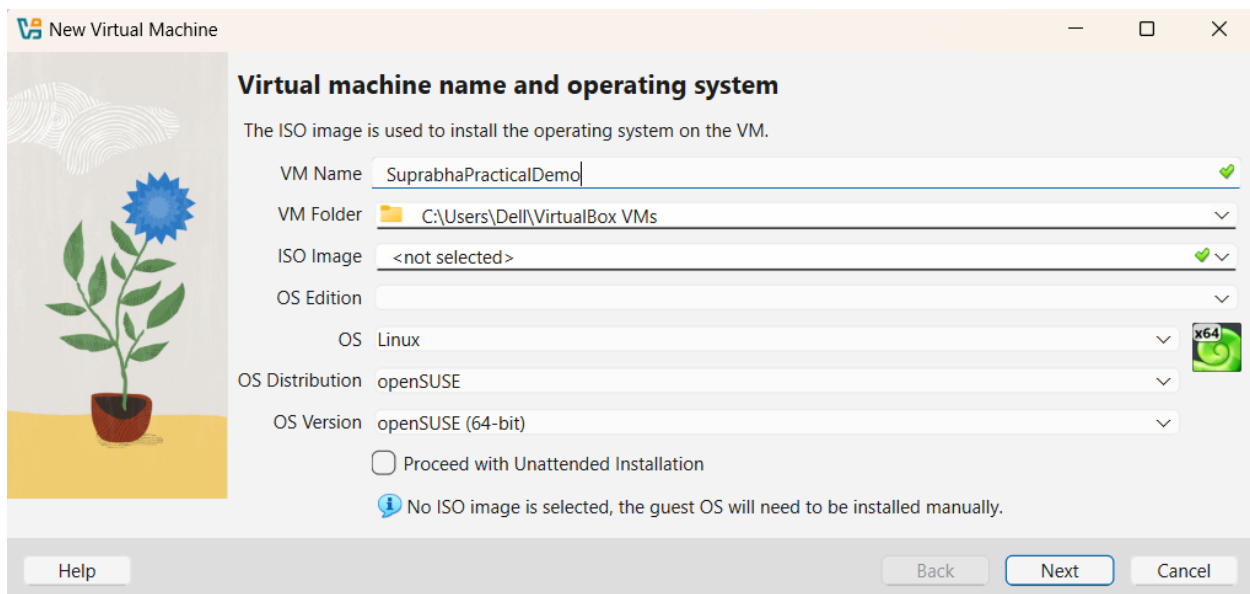 New Virtual Machine
Virtual machine name and operating system
The ISO image is used to install the operating system on the VM.
VM Name SuprabhaPracticalDemo
VM Folder C:\Users\Dell\VirtualBox VMs
ISO Image <not selected>
OS Edition
OS Linux
x64
OS Distribution openSUSE
OS Version openSUSE (64-bit)
Proceed with Unattended Installation
No ISO image is selected, the guest OS will need to be installed manually.
Help Back Next Cancel